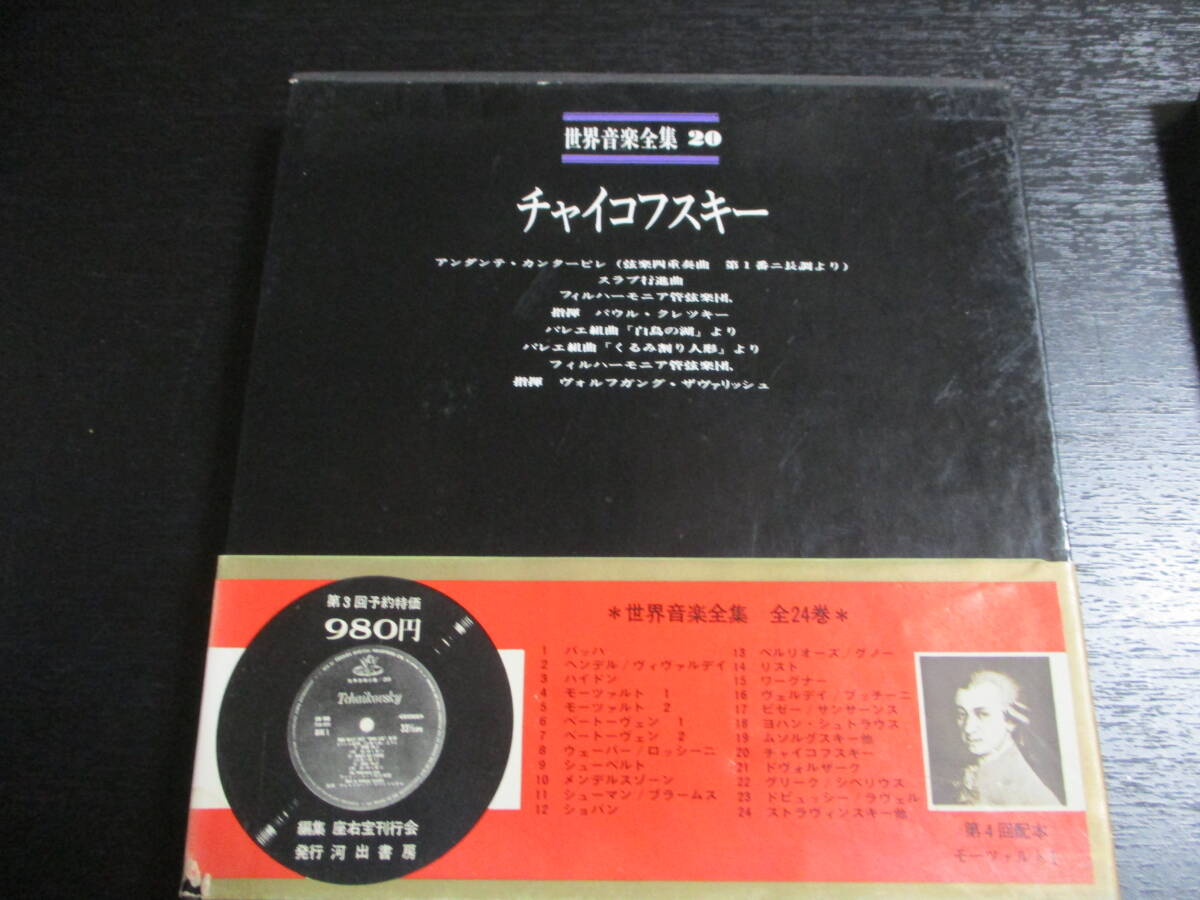 世界音楽全集 20
チャイコフスキー
アンダンテ・カンタービレ(弦楽四重奏曲 第1番ニ長調より)
スラブ行進曲
フィルハーモニア管弦楽団、
指揮 パウル・クレツキー
バレエ組曲「白鳥の湖」より
バレエ組曲「くるみ割り人形」より
フィルハーモニア管弦楽団、
指揮 ヴォルフガング・ザヴァリッシュ
第3回予約特価
980円
Tchaikovsky
編集 座右宝刊行会
発行 河出書房
*世界音楽全集 全24巻*
1 バッハ
2 ヘンデル/ヴィヴァルデイ
3 ハイドン
4 モーツァルト 1
5 モーツァルト 2
6 ベートーヴェン 1
7 ベートーヴェン 2
8 ウェーバー/ロッシーニ
9 シューベルト
10 メンデルスゾーン
11 シューマン/ブラームス
12 ショパン
13 ベルリオーズ/グノー
14 リスト
15 ワーグナー
16 ヴェルデイ/プッチーニ
17 ビゼー/サンサーンス
18 ヨハン・シュトラウス
19 ムソルグスキー他
20 チャイコフスキー
21 ドヴォルザーク
22 グリーク/シベリウス
23 ドビュッシー/ラヴェル
24 ストラヴィンスキー他
第4回配本
モーツァルト